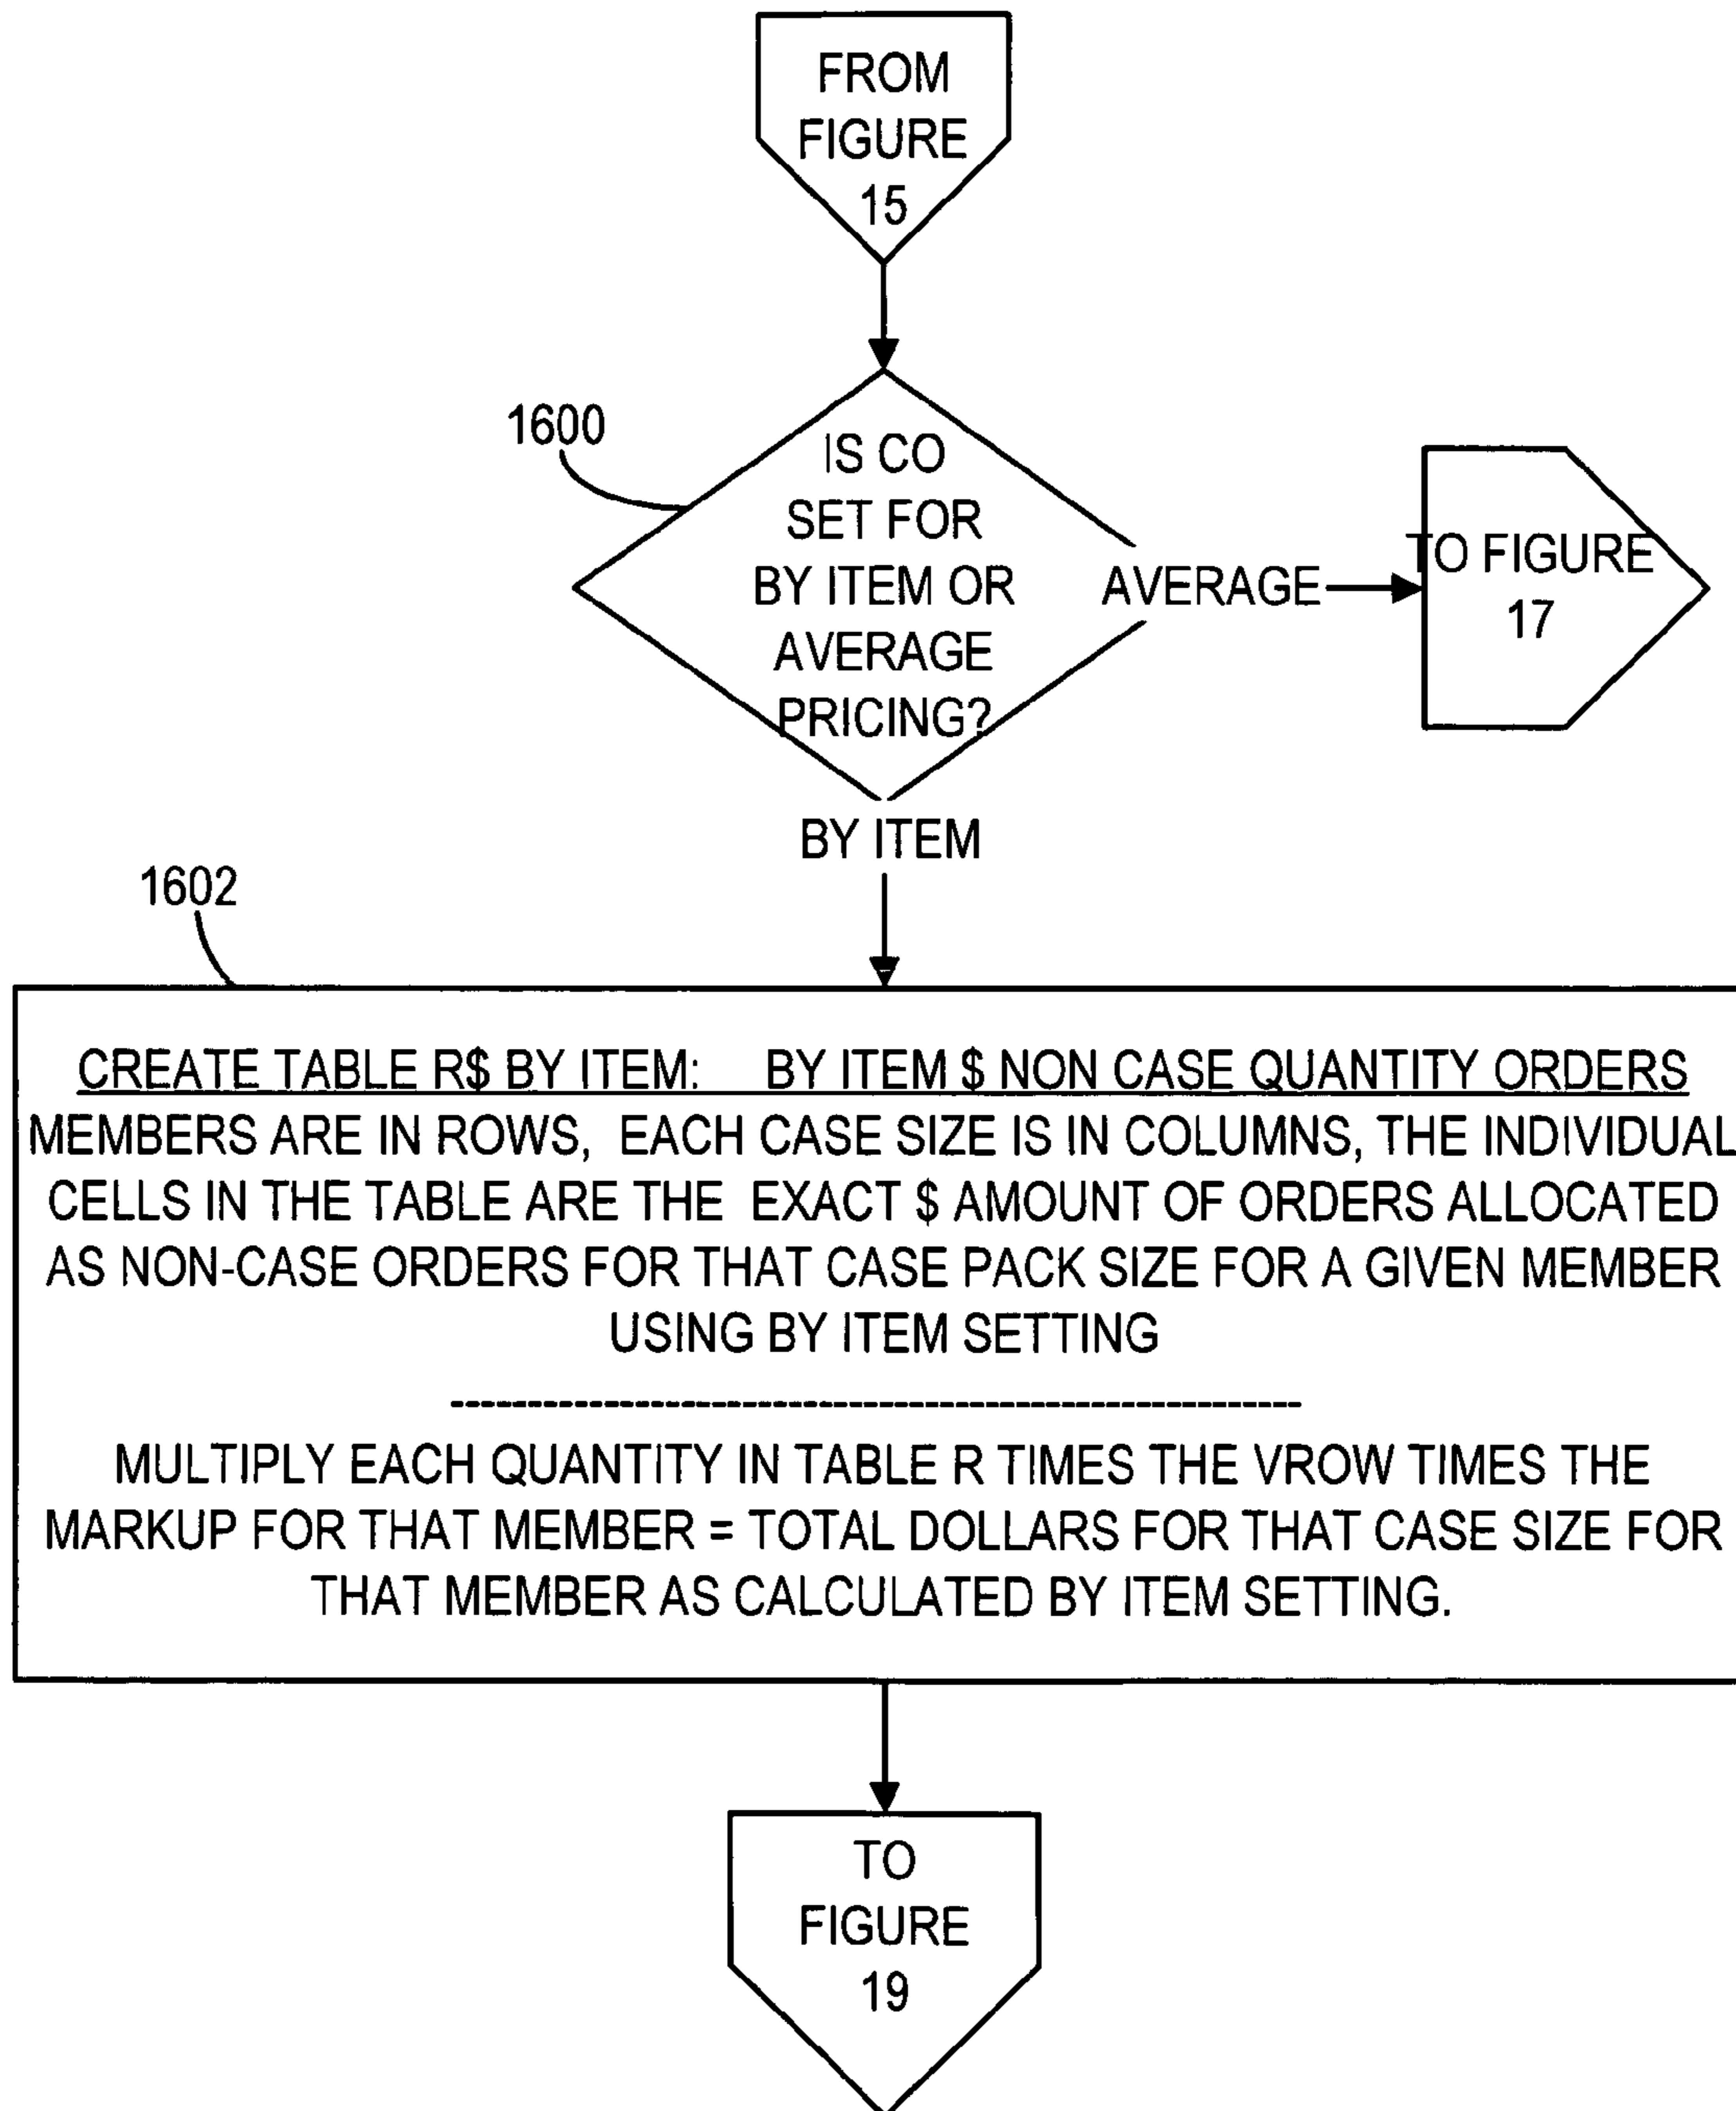 FROM
FIGURE
15
1600
IS CO
SET FOR
BY ITEM OR
AVERAGE
PRICING?
AVERAGE
TO FIGURE
17
BY ITEM
1602
CREATE TABLE R$ BY ITEM: BY ITEM $ NON CASE QUANTITY ORDERS
MEMBERS ARE IN ROWS, EACH CASE SIZE IS IN COLUMNS, THE INDIVIDUAL
CELLS IN THE TABLE ARE THE EXACT $ AMOUNT OF ORDERS ALLOCATED
AS NON-CASE ORDERS FOR THAT CASE PACK SIZE FOR A GIVEN MEMBER
USING BY ITEM SETTING
MULTIPLY EACH QUANTITY IN TABLE R TIMES THE VROW TIMES THE
MARKUP FOR THAT MEMBER = TOTAL DOLLARS FOR THAT CASE SIZE FOR
THAT MEMBER AS CALCULATED BY ITEM SETTING.
TO
FIGURE
19